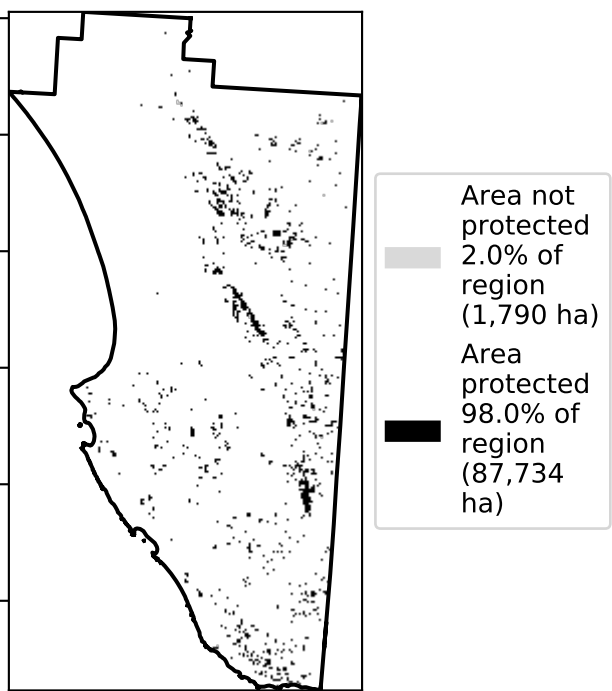 Area not
protected
2.0% of
region
(1,790 ha)
Area
protected
98.0% of
region
(87,734
ha)